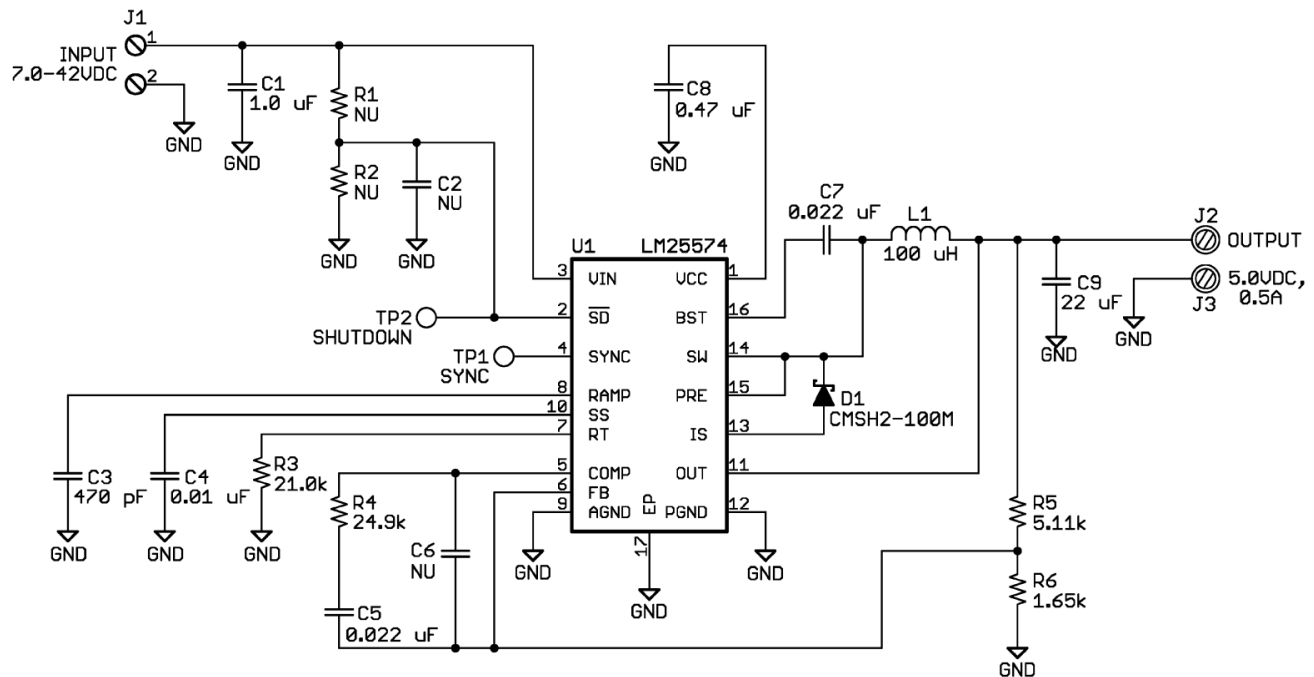 J1
INPUT
7.0-42VDC
1
2
GND
C1
1.0 uF
GND
R1
NU
R2
NU
C2
NU
GND
GND
C8
0.47 uF
GND
C7
0.022 uF
L1
100 uH
J2
OUTPUT
J3
5.0VDC,
0.5A
GND
C9
22 uF
GND
U1
LM25574
3
VIN
VCC
1
TP2
SHUTDOWN
2
SD
BST
16
TP1
SYNC
4
SYNC
SW
14
8
RAMP
PRE
15
10
SS
7
RT
IS
13
D1
CMSH2-100M
5
COMP
OUT
11
6
FB
9
AGND
EP
PGND
12
17
GND
GND
GND
C3
470 pF
GND
C4
0.01 uF
GND
R3
21.0k
GND
R4
24.9k
C6
NU
C5
0.022 uF
R5
5.11k
R6
1.65k
GND